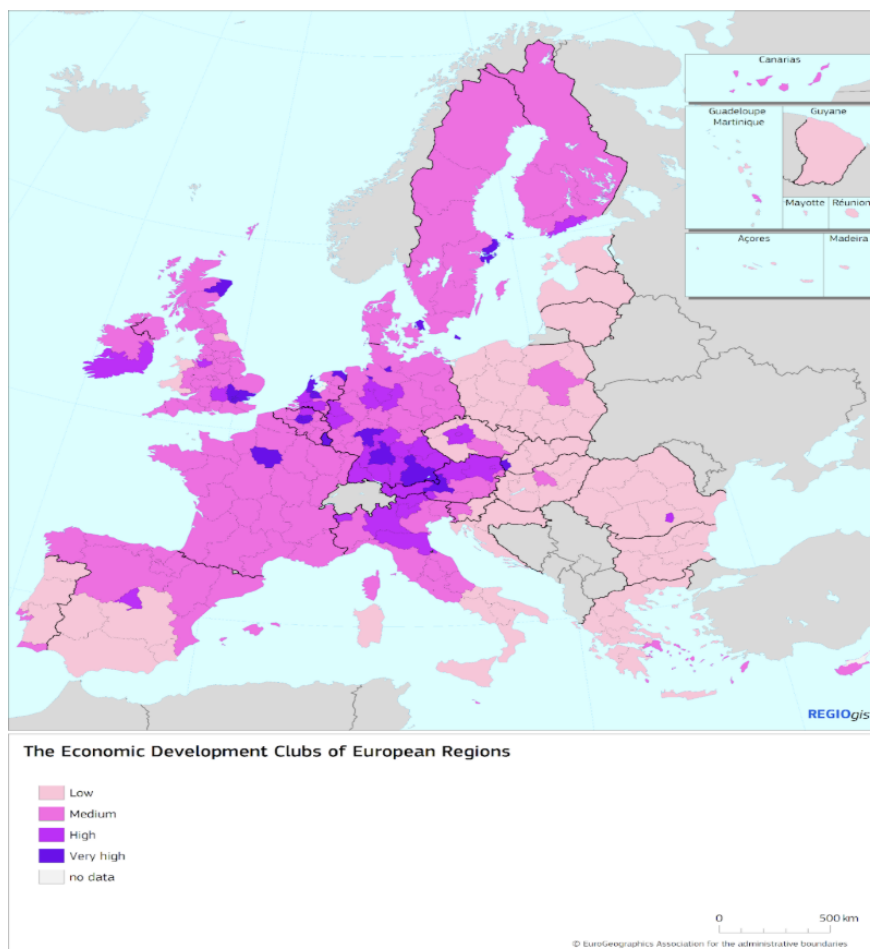 Canarias
Guadeloupe
Martinique
Guyane
Mayotte
Réunion
Açores
Madeira
REGIOgis
The Economic Development Clubs of European Regions
Low
Medium
High
Very high
no data
0 500 km
© EuroGeographics Association for the administrative boundaries